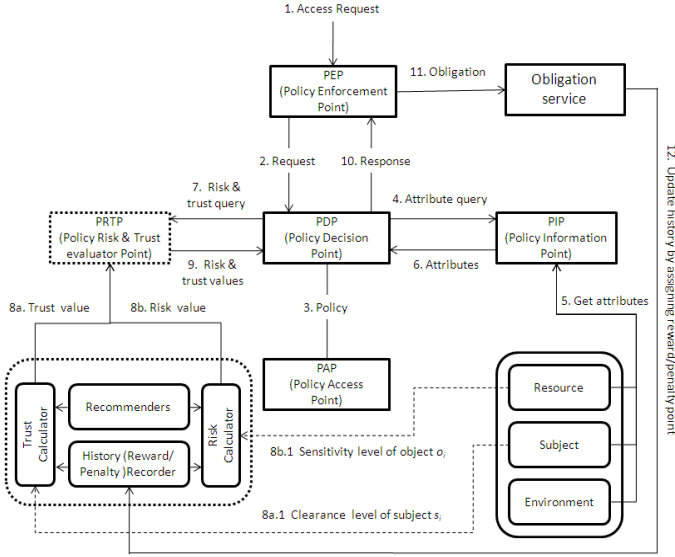 1. Access Request
PEP
(Policy Enforcement
Point)
11. Obligation
Obligation
service
2. Request
10. Response
12. Update history by assigning reward/penalty point
7. Risk &
trust query
4. Attribute query
PRTP
(Policy Risk & Trust
evaluator Point)
PDP
(Policy Decision
Point)
PIP
(Policy Information
Point)
9. Risk &
trust values
6. Attributes
8a. Trust value
8b. Risk value
3. Policy
5. Get attributes
PAP
(Policy Access
Point)
Trust
Calculator
Recommenders
History (Reward/
Penalty )Recorder
Risk
Calculator
Resource
Subject
Environment
8b.1 Sensitivity level of object oi
8a.1 Clearance level of subject si